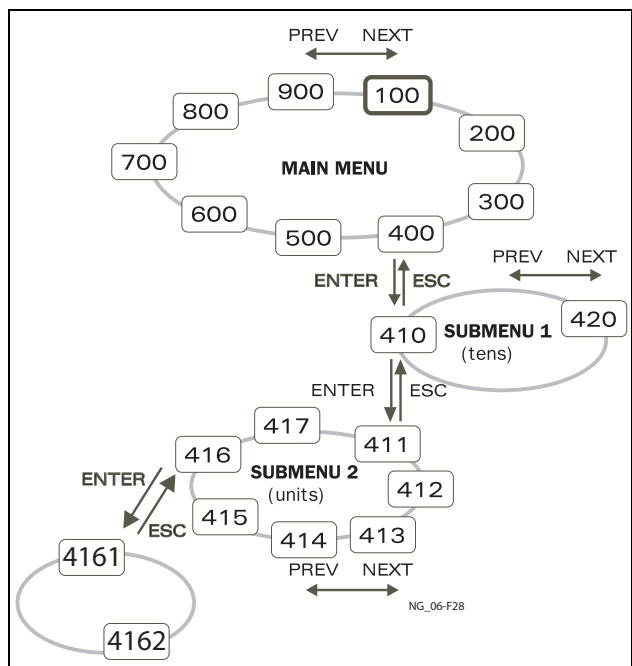 PREV NEXT
900 100
800 200
700 MAIN MENU 300
600 500 400
ENTER ESC
PREV NEXT
410 SUBMENU 1 420
(tens)
ENTER ESC
417 411
416 SUBMENU 2 412
(units)
415 414 413
ENTER
ESC
PREV NEXT
4161
4162
NG_06-F28